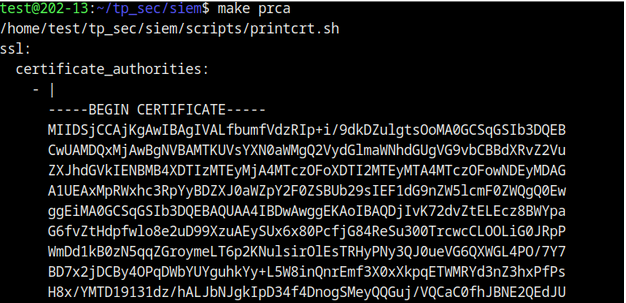 test@202-13:~/tp_sec/siem$ make prca
/home/test/tp_sec/siem/scripts/printcrt.sh
ssl:
  certificate_authorities:
    - |
      -----BEGIN CERTIFICATE-----
      MIIDSjCCAjKgAwIBAgIVALfbumfVdzRIp+i/9dkDZulgtsOoMA0GCSqGSIb3DQEB
      CwUAMDQxMjAwBgNVBAMTKUVsYXN0aWMgQ2VydGlmaWNhdGUgVG9vbCBBdXRvZ2Vu
      ZXJhdGVkIENBMB4XDTIzMTEyMjA4MTczOFoXDTI2MTEyMTA4MTczOFowNDEyMDAG
      A1UEAxMpRWxhc3RpYyBDZXJ0aWZpY2F0ZSBUb29sIEF1dG9nZW5lcmF0ZWQgQ0Ew
      ggEiMA0GCSqGSIb3DQEBAQUAA4IBDwAwggEKAoIBAQDjIvK72dvZtELEcz8BWYpa
      G6fvZtHdpfwlo8e2uD99XzuAEySUx6x80PcfjG84ReSu300TrcwcCLOOLiG0JRpP
      WmDd1kB0zN5qqZGroymeLT6p2KNulsirOlEsTRHyPNy3QJ0ueVG6QXWGL4PO/7Y7
      BD7x2jDCBy4OPqDWbYUYguhkYy+L5W8inQnrEmf3X0xXkpqETWMRYd3nZ3hxPfPs
      H8x/YMTD19131dz/hALJbNJgkIpD34f4DnogSMeyQQGuj/VQCaC0fhJBNE2QEdJU